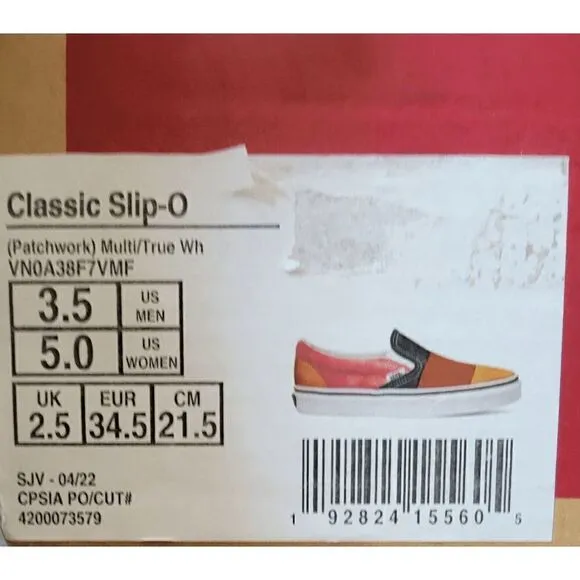 Classic Slip-O
(Patchwork) Multi/True Wh
VN0A38F7VMF
3.5 US MEN
5.0 US WOMEN
UK EUR CM
2.5 34.5 21.5
SJV - 04/22
CPSIA PO/CUT#
4200073579
1 92824 15560 5